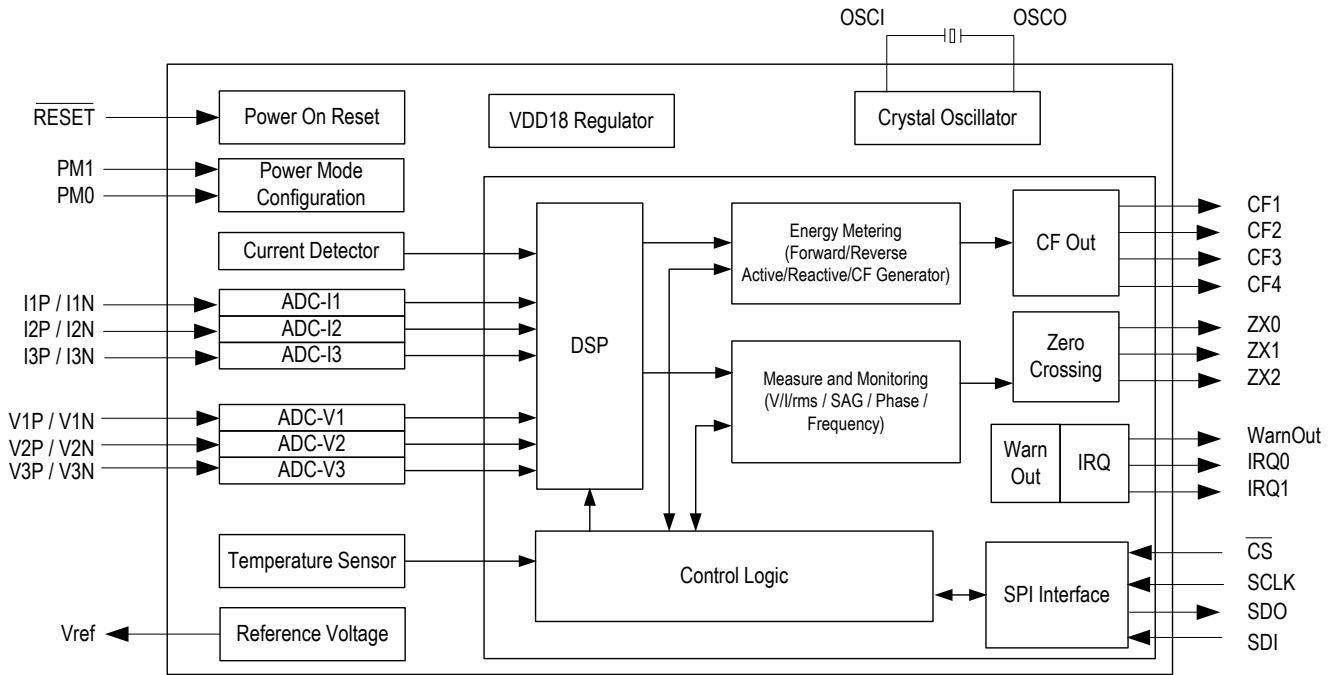 OSCI
OSCO
RESET
Power On Reset
VDD18 Regulator
Crystal Oscillator
PM1
PM0
Power Mode
Configuration
Current Detector
I1P / I1N
I2P / I2N
I3P / I3N
ADC-I1
ADC-I2
ADC-I3
V1P / V1N
V2P / V2N
V3P / V3N
ADC-V1
ADC-V2
ADC-V3
DSP
Energy Metering
(Forward/Reverse
Active/Reactive/CF Generator)
CF Out
CF1
CF2
CF3
CF4
Measure and Monitoring
(V/I/rms / SAG / Phase /
Frequency)
Zero
Crossing
ZX0
ZX1
ZX2
Warn
Out
IRQ
WarnOut
IRQ0
IRQ1
Temperature Sensor
Control Logic
SPI Interface
CS
SCLK
SDO
SDI
Vref
Reference Voltage